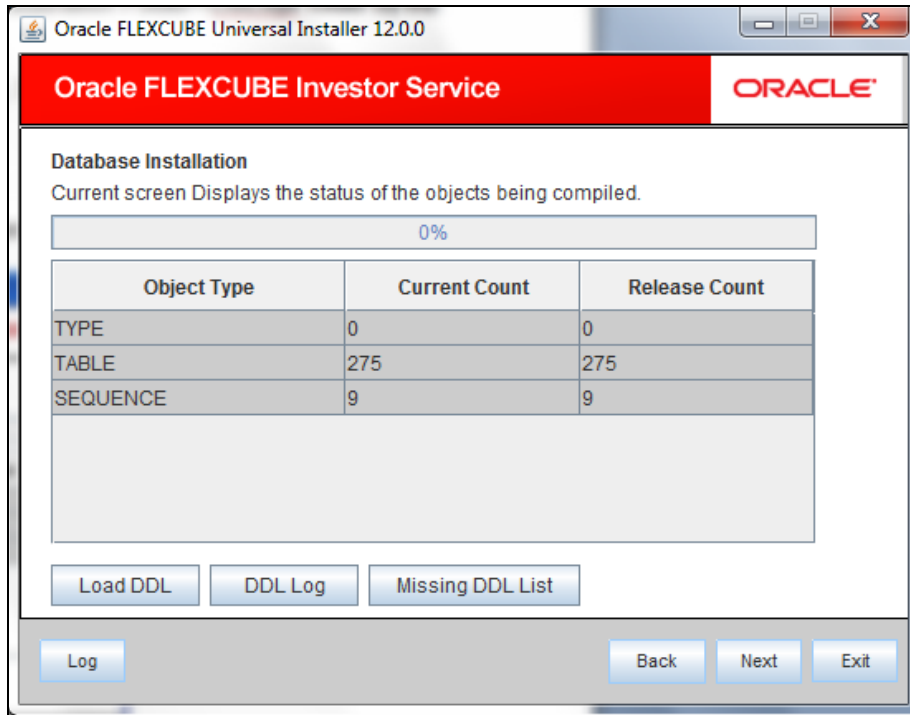 Oracle FLEXCUBE Universal Installer 12.0.0
Oracle FLEXCUBE Investor Service
ORACLE
Database Installation
Current screen Displays the status of the objects being compiled.
0%
Object Type Current Count Release Count
TYPE 0 0
TABLE 275 275
SEQUENCE 9 9
Load DDL DDL Log Missing DDL List
Log Back Next Exit